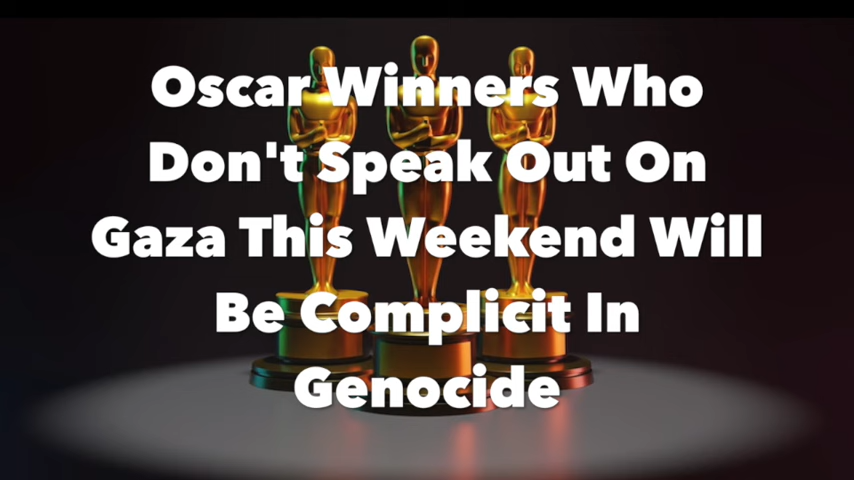 Oscar Winners Who
Don't Speak Out On
Gaza This Weekend Will
Be Complicit In
Genocide